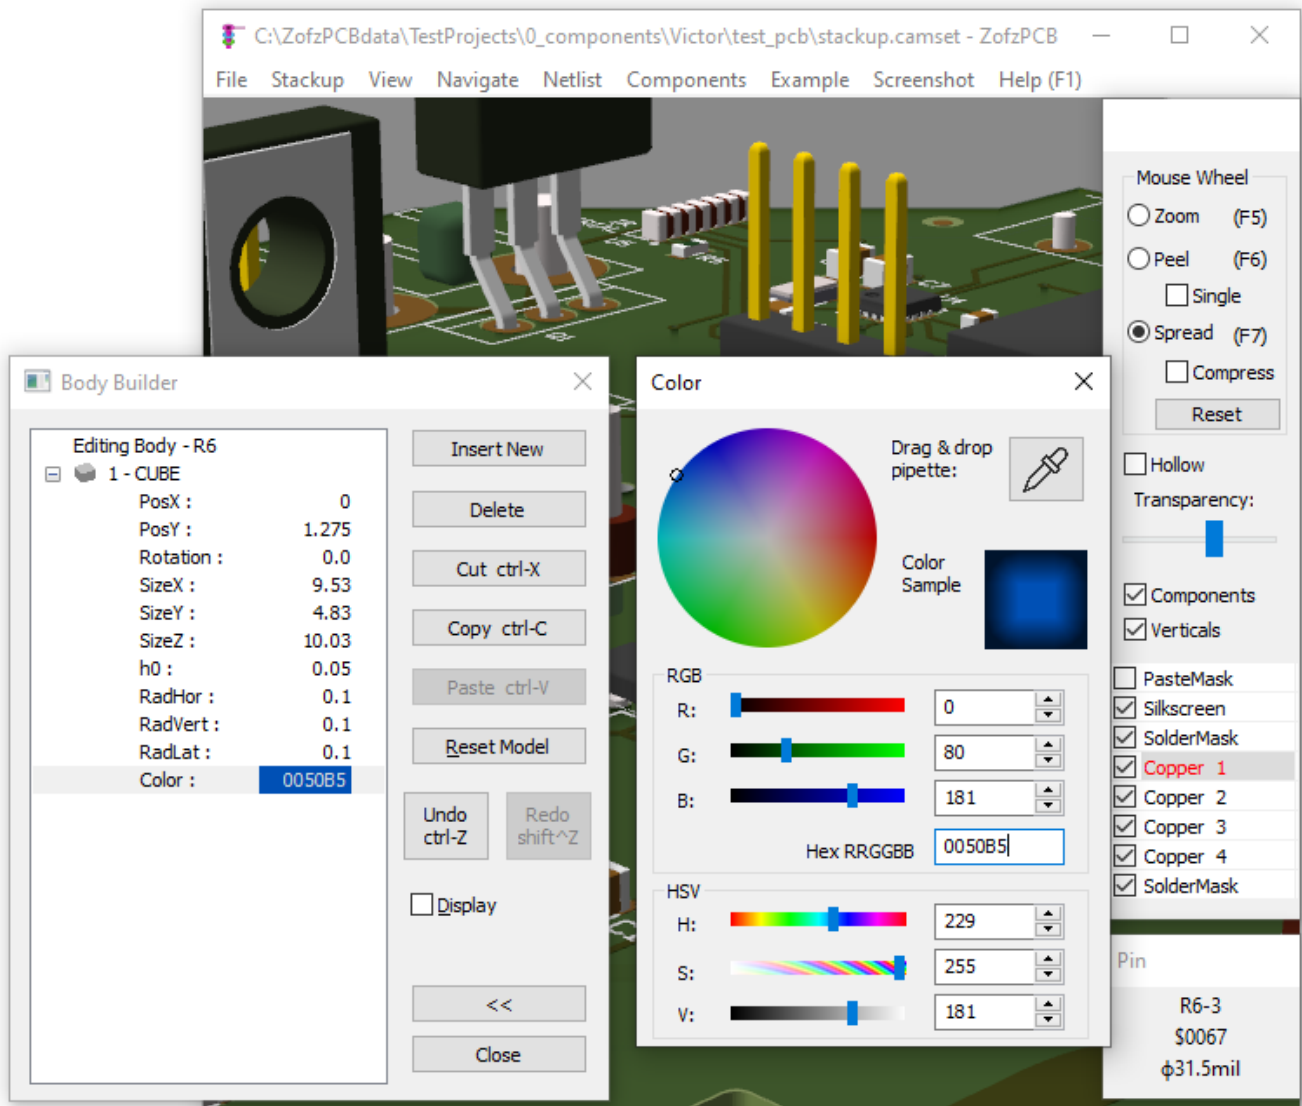 C:\ZofzPCBdata\TestProjects\0_components\Victor\test_pcb\stackup.camset - ZofzPCB
File Stackup View Navigate Netlist Components Example Screenshot Help (F1)
Mouse Wheel
Zoom (F5)
Peel (F6)
Single
Spread (F7)
Compress
Reset
Hollow
Transparency:
Components
Verticals
PasteMask
Silkscreen
SolderMask
Copper 1
Copper 2
Copper 3
Copper 4
SolderMask
Pin
R6-3
$0067
ф31.5mil
Body Builder
Editing Body - R6
1 - CUBE
PosX : 0
PosY : 1.275
Rotation : 0.0
SizeX : 9.53
SizeY : 4.83
SizeZ : 10.03
h0 : 0.05
RadHor : 0.1
RadVert : 0.1
RadLat : 0.1
Color : 0050B5
Insert New
Delete
Cut ctrl-X
Copy ctrl-C
Paste ctrl-V
Reset Model
Undo ctrl-Z
Redo shift^Z
Display
<<
Close
Color
Drag & drop
pipette:
Color
Sample
RGB
R: 0
G: 80
B: 181
Hex RRGGBB 0050B5
HSV
H: 229
S: 255
V: 181